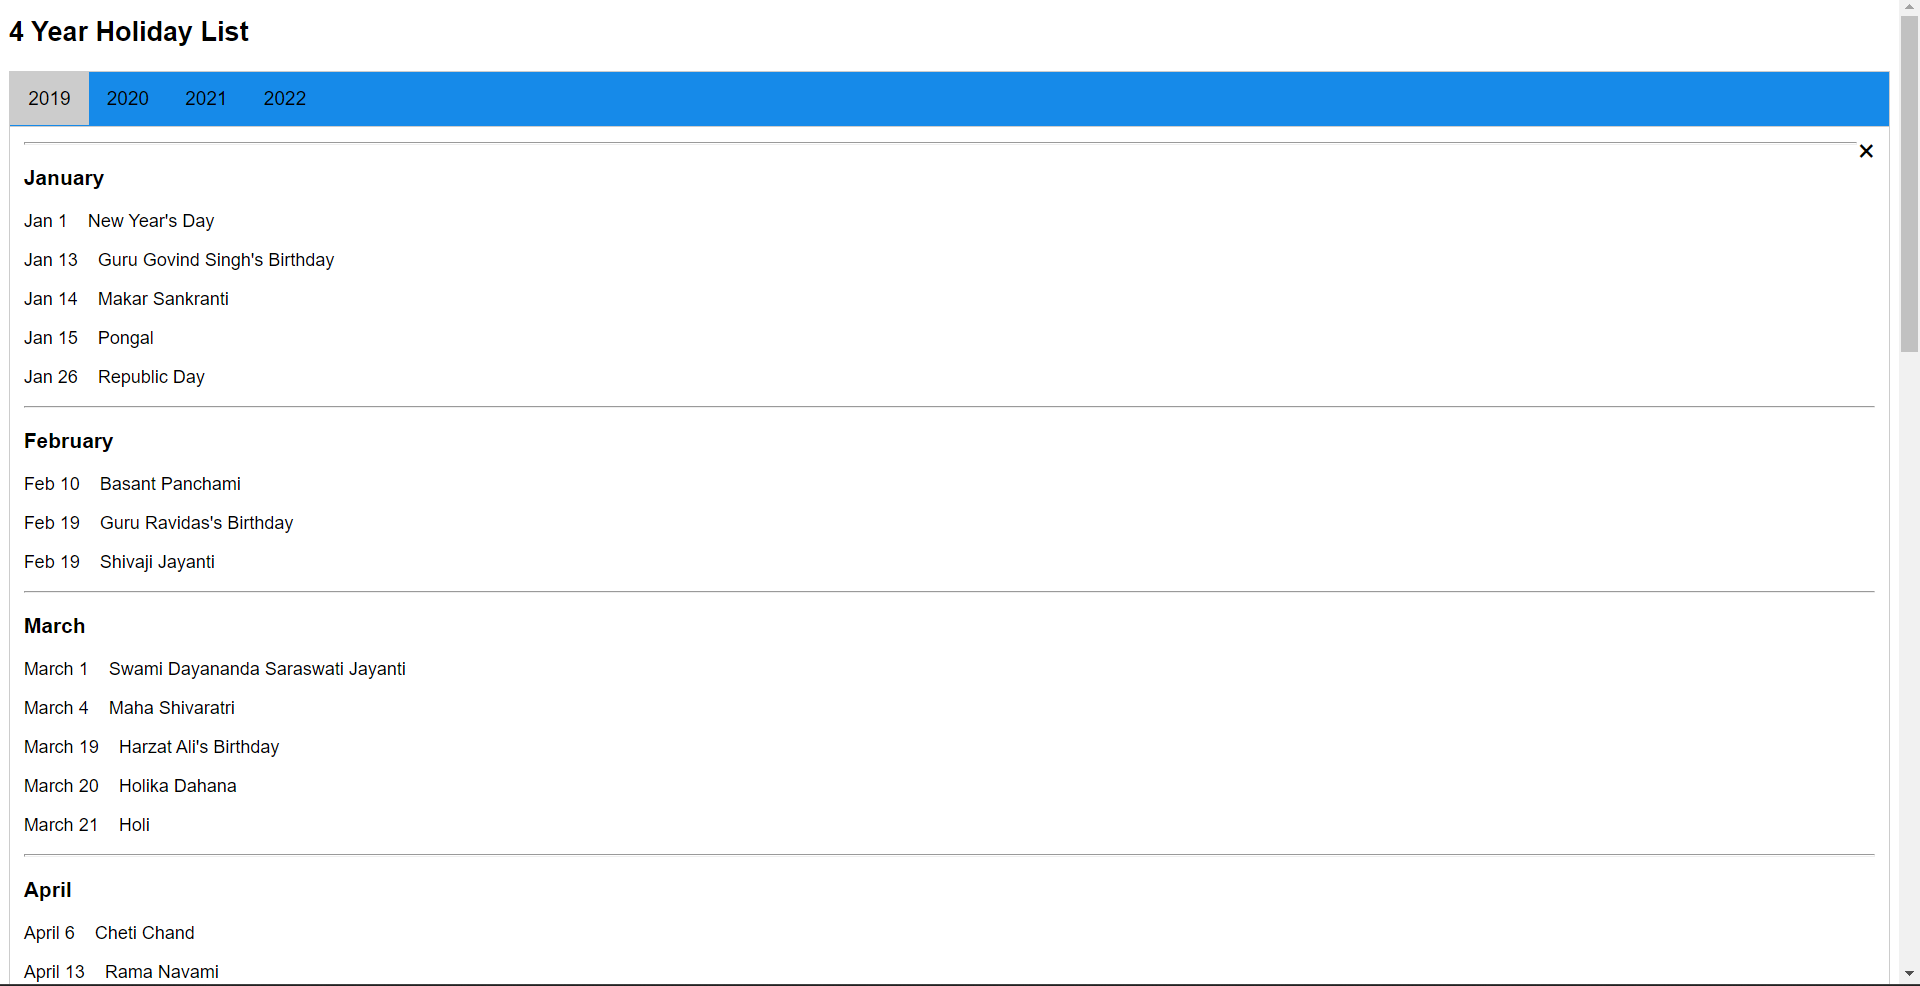 4 Year Holiday List
2019 2020 2021 2022
×
January
Jan 1 New Year's Day
Jan 13 Guru Govind Singh's Birthday
Jan 14 Makar Sankranti
Jan 15 Pongal
Jan 26 Republic Day
February
Feb 10 Basant Panchami
Feb 19 Guru Ravidas's Birthday
Feb 19 Shivaji Jayanti
March
March 1 Swami Dayananda Saraswati Jayanti
March 4 Maha Shivaratri
March 19 Harzat Ali's Birthday
March 20 Holika Dahana
March 21 Holi
April
April 6 Cheti Chand
April 13 Rama Navami